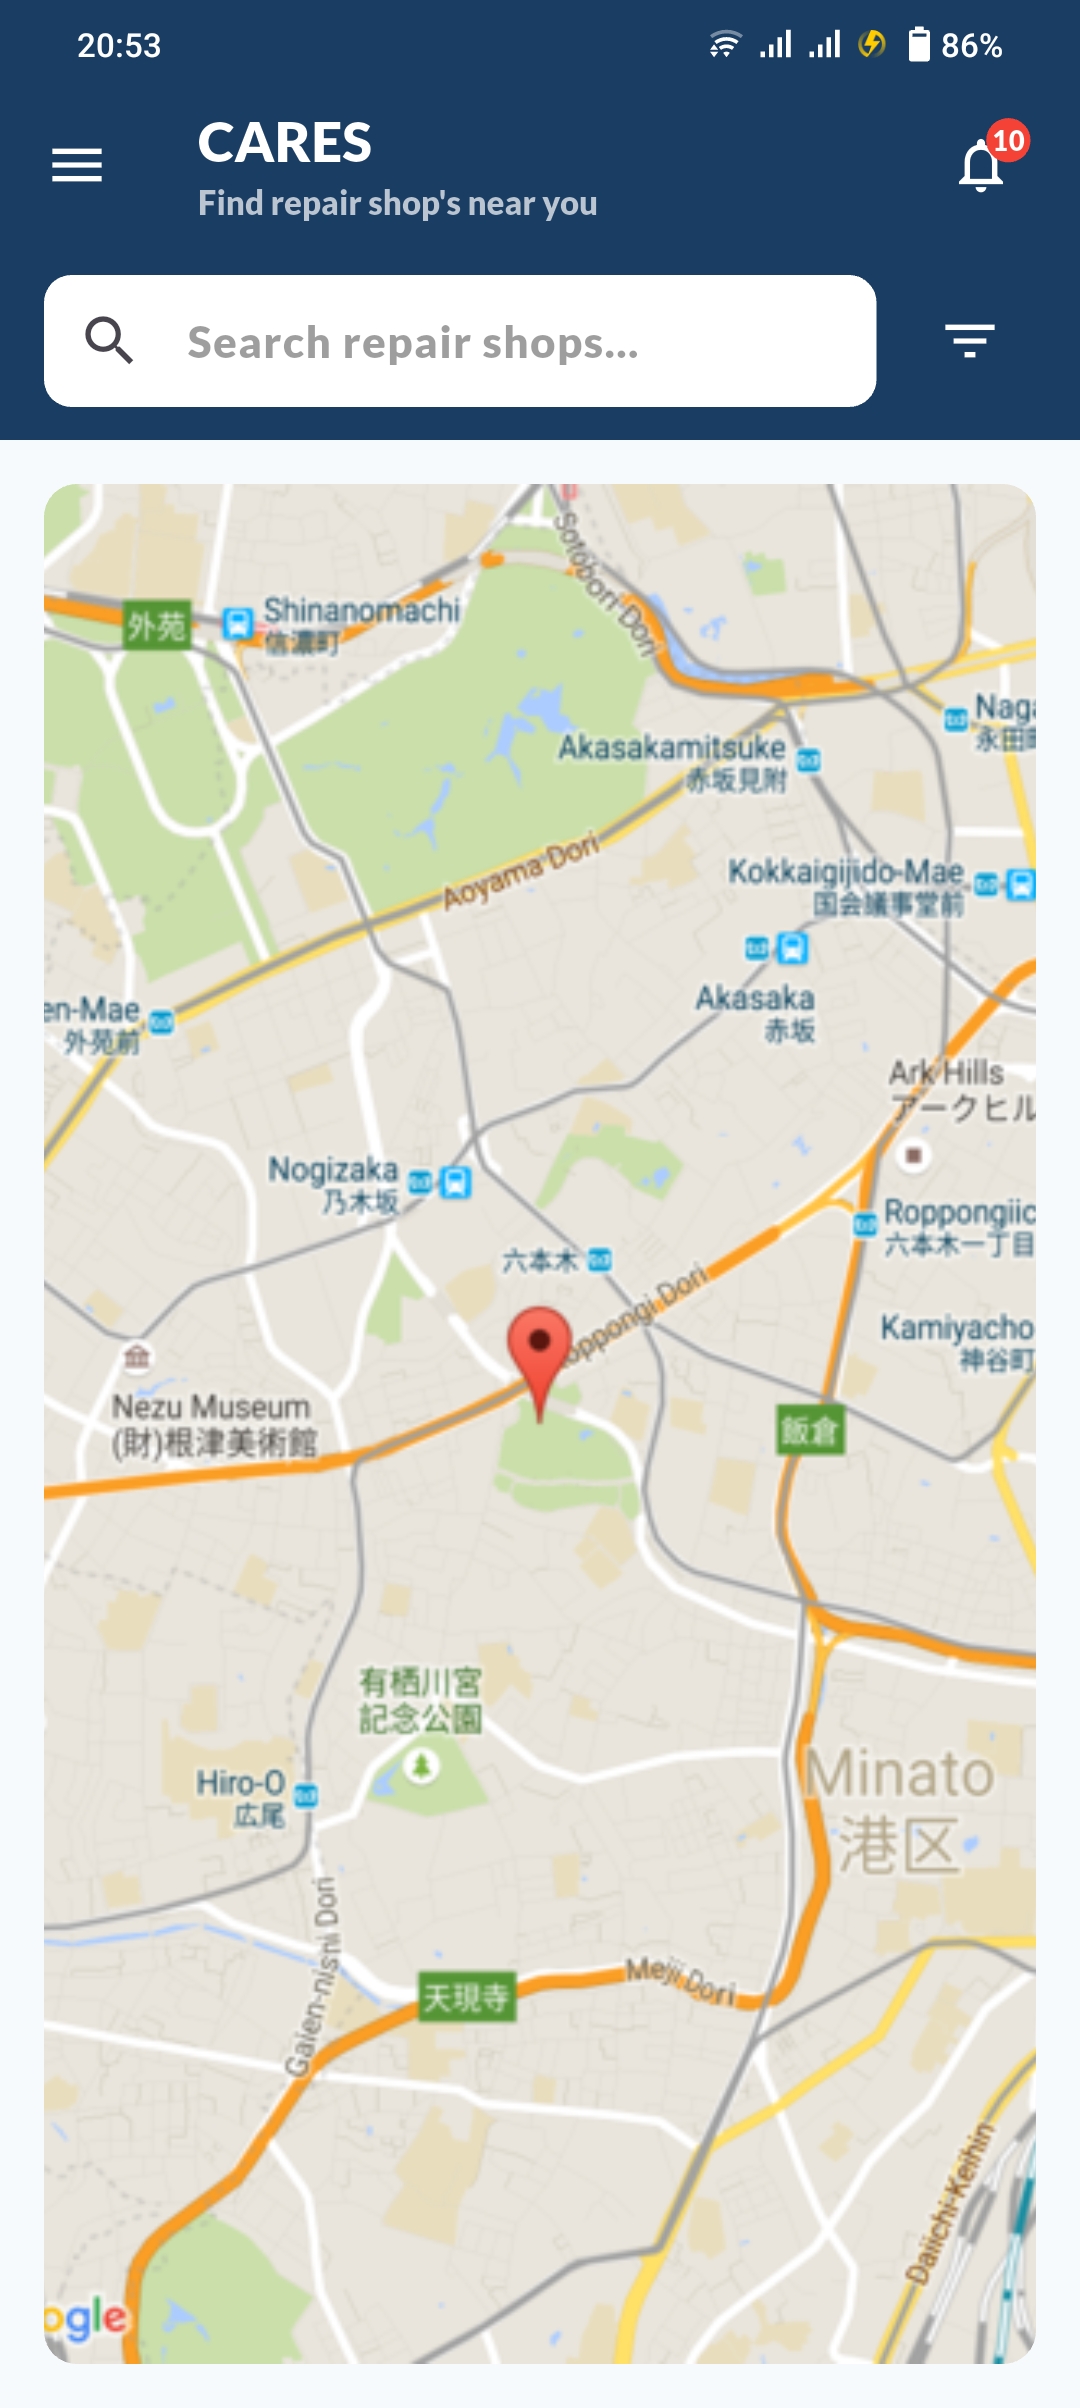 20:53
86%
CARES
10
Find repair shop's near you
Search repair shops...
Sotobori Dori
Shinanomachi
信濃町
外苑
Naga
永田町
Akasakamitsuke
赤坂見附
Aoyama Dori
Kokkaigijido-Mae
国会議事堂前
Akasaka
赤坂
en-Mae
外苑前
Ark Hills
アークヒル
Nogizaka
乃木坂
Roppongiic
六本木一丁目
六本木
oppongi Dori
Kamiyacho
神谷町
Nezu Museum
(財)根津美術館
飯倉
有栖川宮
記念公園
Minato
港区
Hiro-O
広尾
Gaien-nisni Dori
天現寺
Meji Dori
Daiichi-Keihin
ogle